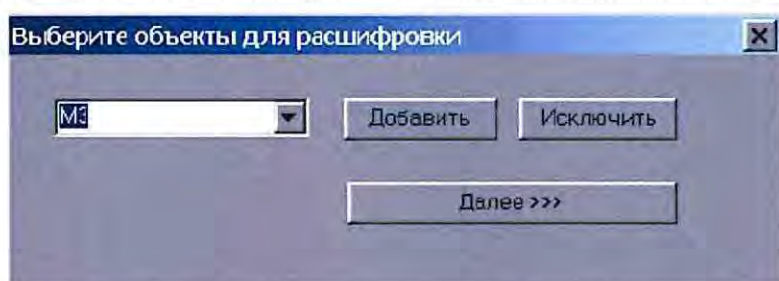 Выберите объекты для расшифровки
М3
Добавить
Исключить
Далее >>>